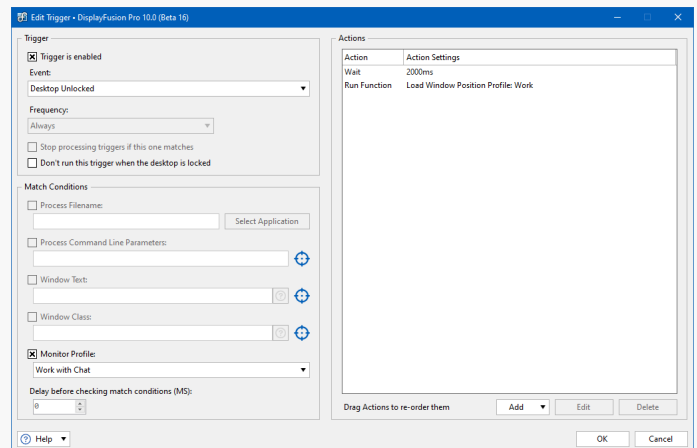 Edit Trigger • DisplayFusion Pro 10.0 (Beta 16)
Trigger
Trigger is enabled
Event:
Desktop Unlocked
Frequency:
Always
Stop processing triggers if this one matches
Don't run this trigger when the desktop is locked
Match Conditions
Process Filename:
Select Application
Process Command Line Parameters:
Window Text:
Window Class:
Monitor Profile:
Work with Chat
Delay before checking match conditions (MS):
0
Actions
Action Action Settings
Wait 2000ms
Run Function Load Window Position Profile: Work
Drag Actions to re-order them Add Edit Delete
Help OK Cancel